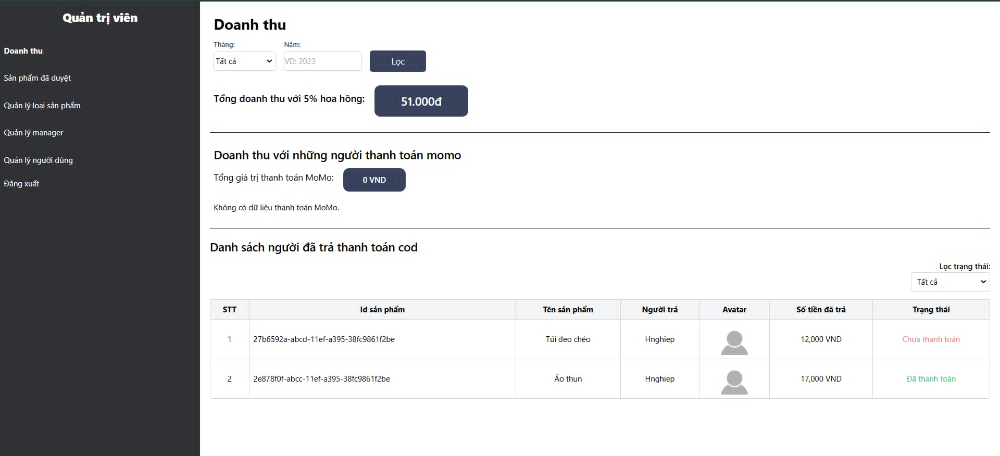 Quản trị viên
Doanh thu
Sản phẩm đã duyệt
Quản lý loại sản phẩm
Quản lý manager
Quản lý người dùng
Đăng xuất
Doanh thu
Tháng: Năm:
Tất cả VD: 2023 Lọc
Tổng doanh thu với 5% hoa hồng: 51.000đ
Doanh thu với những người thanh toán momo
Tổng giá trị thanh toán MoMo: 0 VND
Không có dữ liệu thanh toán MoMo.
Danh sách người đã trả thanh toán cod
Lọc trạng thái:
Tất cả
STT Id sản phẩm Tên sản phẩm Người trả Avatar Số tiền đã trả Trạng thái
1 27b6592a-abcd-11ef-a395-38fc9861f2be Túi đeo chéo Hnghiep 12,000 VND Chưa thanh toán
2 2e878f0f-abcc-11ef-a395-38fc9861f2be Áo thun Hnghiep 17,000 VND Đã thanh toán